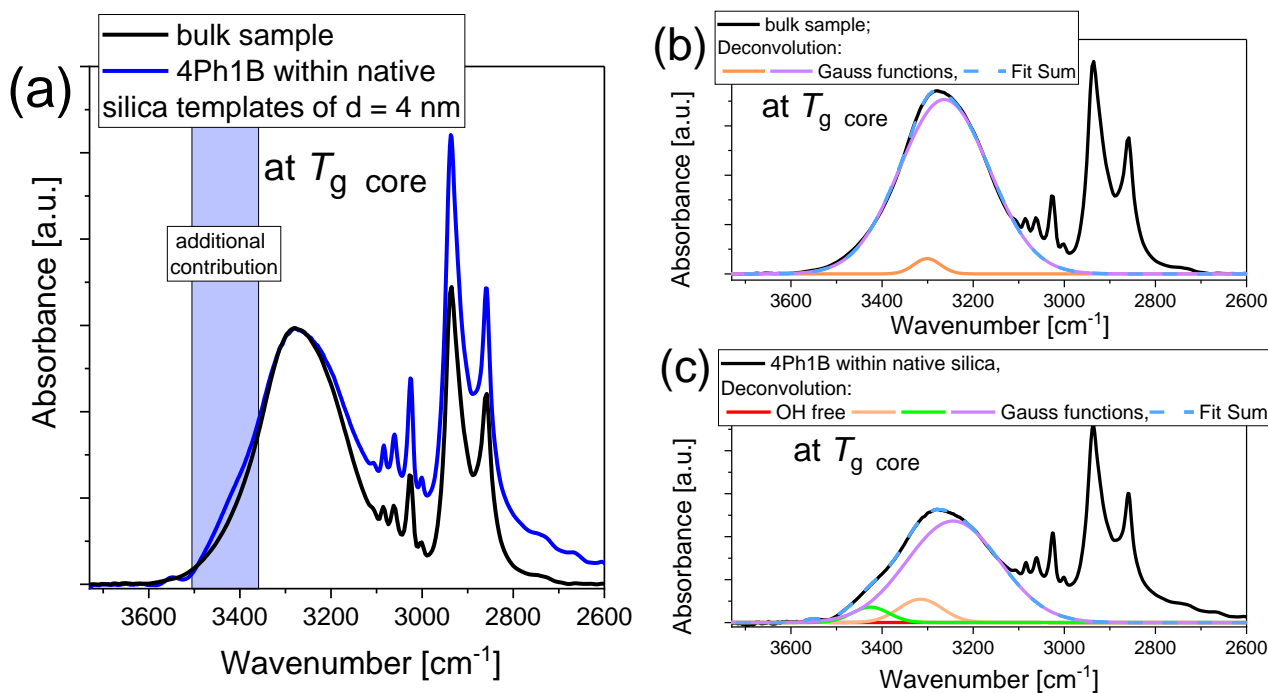 (a)
bulk sample
4Ph1B within native
silica templates of d = 4 nm
at Tg core
additional
contribution
Absorbance [a.u.]
3600 3400 3200 3000 2800 2600
Wavenumber [cm-1]
(b)
bulk sample;
Deconvolution:
Gauss functions, Fit Sum
at Tg core
Absorbance [a.u.]
3600 3400 3200 3000 2800 2600
Wavenumber [cm-1]
(c)
4Ph1B within native silica,
Deconvolution:
OH free Gauss functions, Fit Sum
at Tg core
Absorbance [a.u.]
3600 3400 3200 3000 2800 2600
Wavenumber [cm-1]